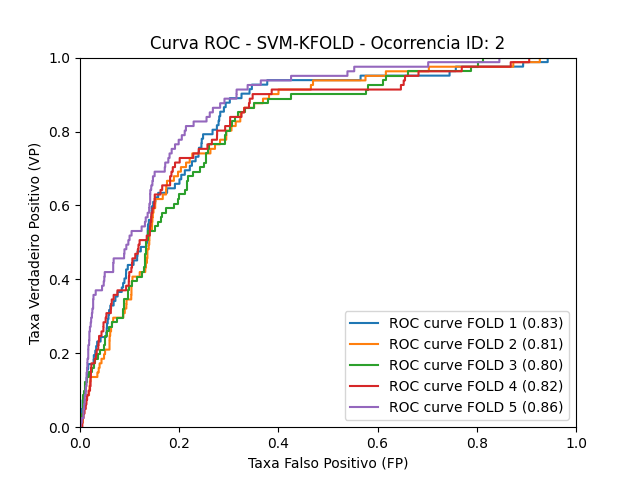 Curva ROC - SVM-KFOLD - Ocorrencia ID: 2
Taxa Verdadeiro Positivo (VP)
1.0
0.8
0.6
0.4
0.2
0.0
ROC curve FOLD 1 (0.83)
ROC curve FOLD 2 (0.81)
ROC curve FOLD 3 (0.80)
ROC curve FOLD 4 (0.82)
ROC curve FOLD 5 (0.86)
0.0 0.2 0.4 0.6 0.8 1.0
Taxa Falso Positivo (FP)